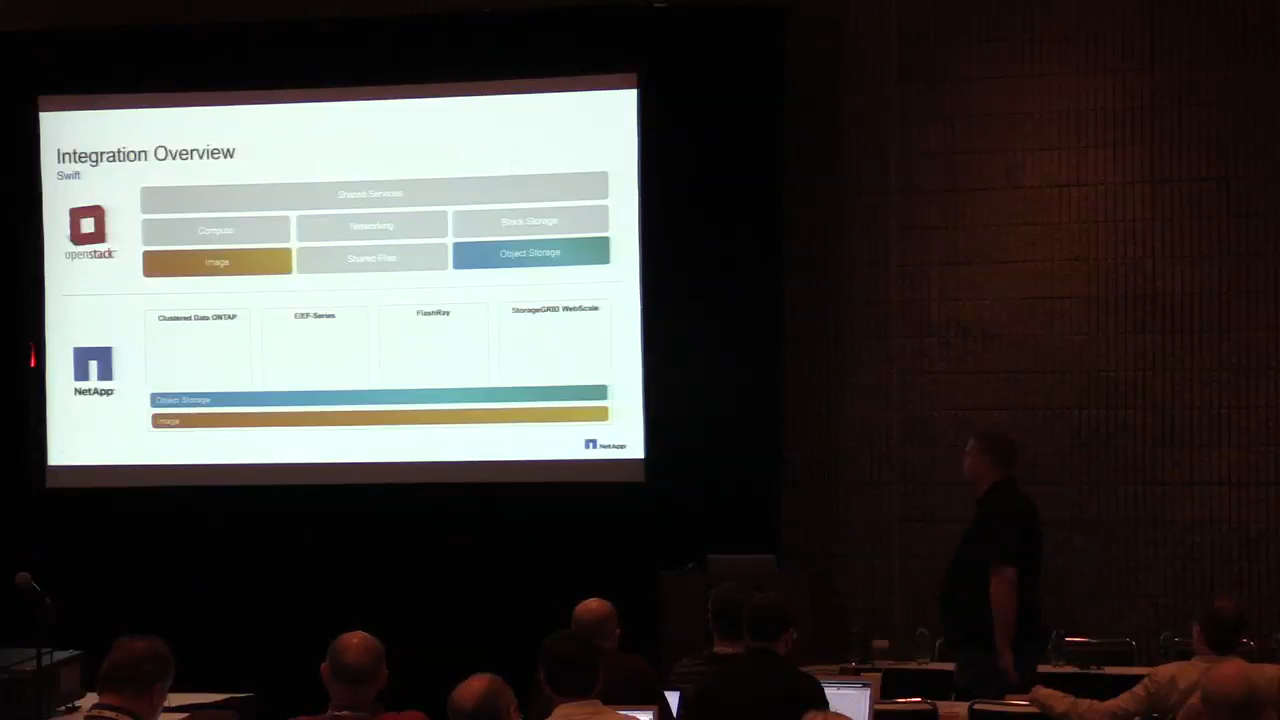 Integration Overview
Swift
Shared Services
Compute
Networking
Block Storage
Image
Shared Files
Object Storage
openstack
Clustered Data ONTAP
E/EF-Series
FlashRay
StorageGRID WebScale
NetApp
Object Storage
Image
NetApp